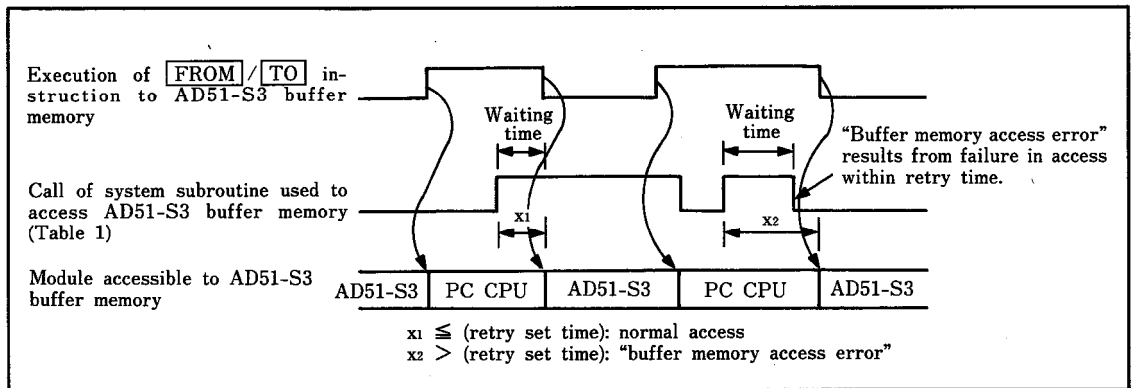 Execution of FROM / TO in-
struction to AD51-S3 buffer
memory
Waiting
time
Waiting
time
“Buffer memory access error”
results from failure in access
within retry time.
Call of system subroutine used to
access AD51-S3 buffer memory
(Table 1)
x1
x2
Module accessible to AD51-S3
buffer memory
AD51-S3 PC CPU AD51-S3 PC CPU AD51-S3
x1 ≦ (retry set time): normal access
x2 > (retry set time): “buffer memory access error”